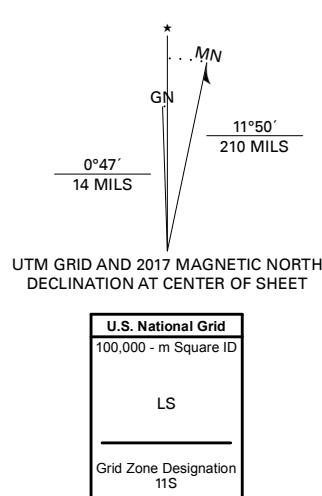 ★
MN
GN
11°50´
210 MILS
0°47´
14 MILS
UTM GRID AND 2017 MAGNETIC NORTH
DECLINATION AT CENTER OF SHEET
U.S. National Grid
100,000 - m Square ID
LS
Grid Zone Designation
11S